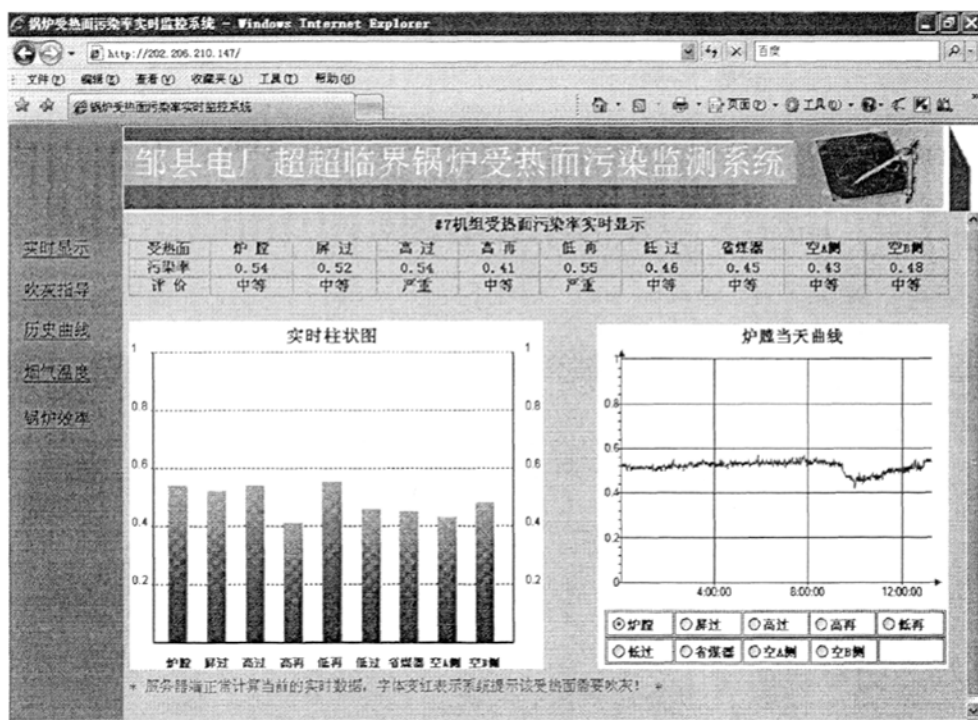 锅炉受热面污染率实时监控系统 - Windows Internet Explorer
http://202.206.210.147/
百度
文件(F) 编辑(E) 查看(V) 收藏夹(A) 工具(T) 帮助(H)
锅炉受热面污染率实时监控系统
页面(P) 工具(O)
邹县电厂超超临界锅炉受热面污染监测系统
#7机组受热面污染率实时显示
受热面 炉 膛 屏 过 高 过 高 再 低 再 低 过 省煤器 空A侧 空B侧
污染率 0.54 0.52 0.54 0.41 0.55 0.46 0.45 0.43 0.48
评 价 中等 中等 严重 中等 严重 中等 中等 中等 中等
实时显示
吹灰指导
历史曲线
烟气温度
锅炉效率
实时柱状图
1 1
0.8 0.8
0.6 0.6
0.4 0.4
0.2 0.2
炉膛 屏过 高过 高再 低再 低过 省煤器 空A侧 空B侧
炉膛当天曲线
1
0.8
0.6
0.4
0.2
0
4:00:00 8:00:00 12:00:00
炉膛 屏过 高过 高再 低再
低过 省煤器 空A侧 空B侧
* 服务器端正常计算当前的实时数据，字体变红表示系统提示该受热面需要吹灰！ *